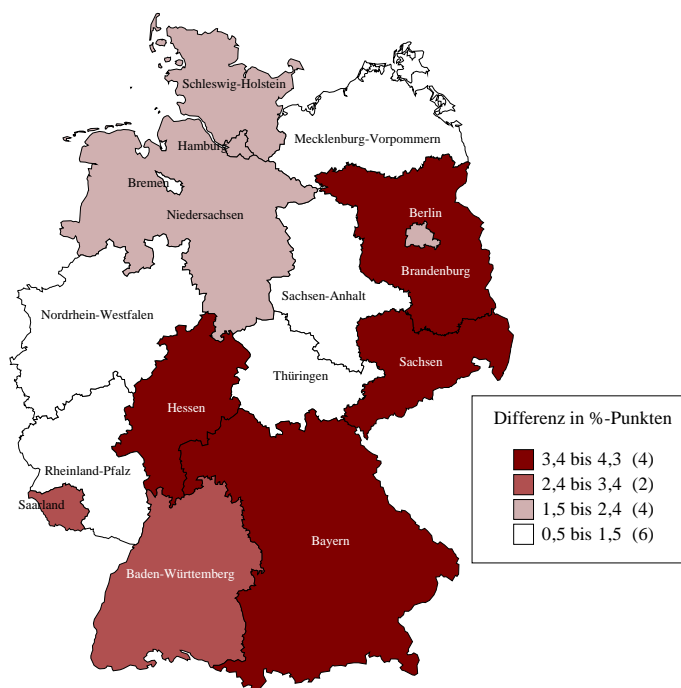 Schleswig-Holstein
Mecklenburg-Vorpommern
Hamburg
Bremen
Niedersachsen
Berlin
Brandenburg
Sachsen-Anhalt
Nordrhein-Westfalen
Sachsen
Thüringen
Hessen
Rheinland-Pfalz
Saarland
Bayern
Baden-Württemberg
Differenz in %-Punkten
3,4 bis 4,3 (4)
2,4 bis 3,4 (2)
1,5 bis 2,4 (4)
0,5 bis 1,5 (6)